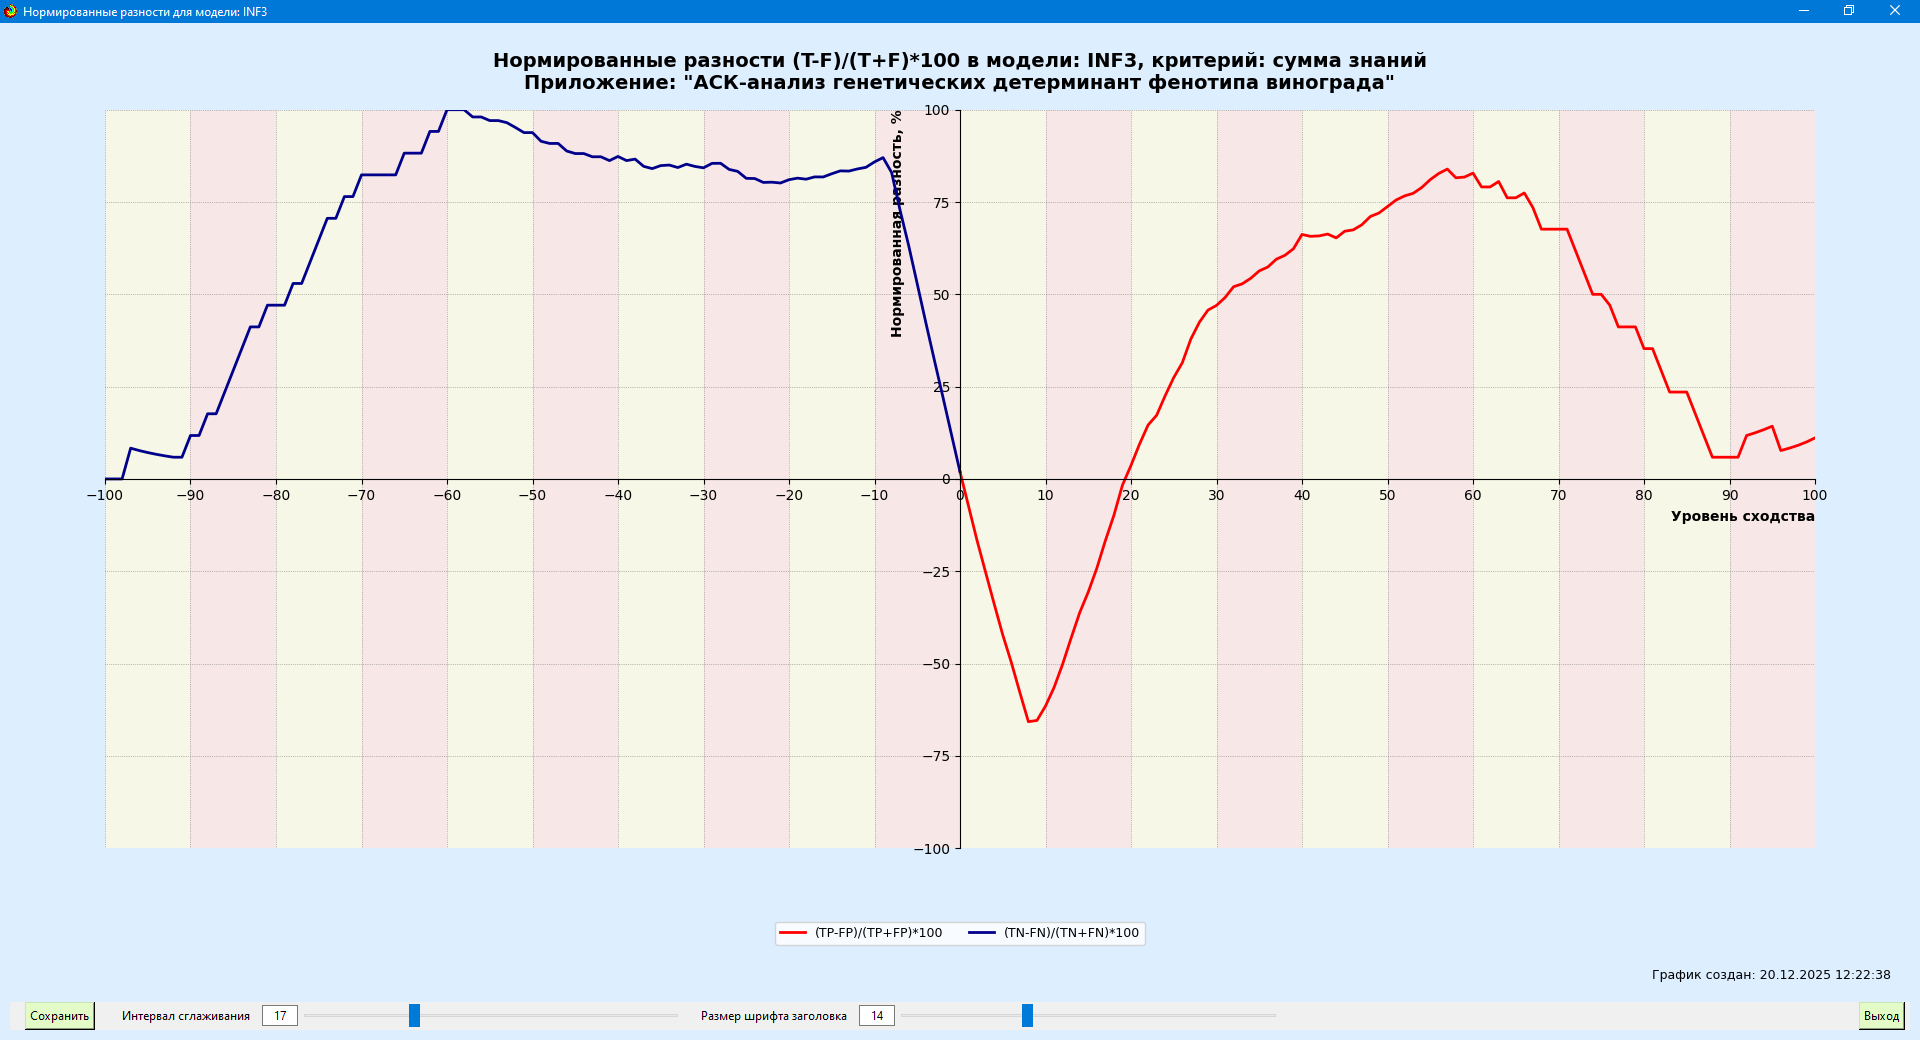 Нормированные разности для модели: INF3
Нормированные разности (T-F)/(T+F)*100 в модели: INF3, критерий: сумма знаний
Приложение: "АСК-анализ генетических детерминант фенотипа винограда"
Нормированная разность, %
100
75
50
25
0
−25
−50
−75
−100
−100 −90 −80 −70 −60 −50 −40 −30 −20 −10 0 10 20 30 40 50 60 70 80 90 100
Уровень сходства
(TP-FP)/(TP+FP)*100 (TN-FN)/(TN+FN)*100
График создан: 20.12.2025 12:22:38
Сохранить Интервал сглаживания 17 Размер шрифта заголовка 14 Выход